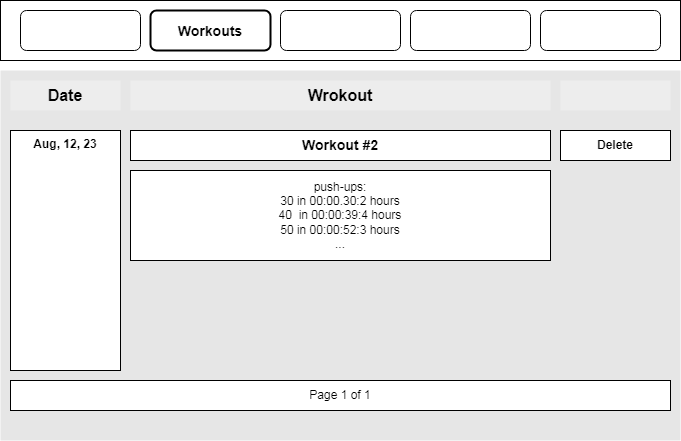 Workouts
Date
Wrokout
Aug, 12, 23
Workout #2
Delete
push-ups:
30 in 00:00.30:2 hours
40  in 00:00:39:4 hours
50 in 00:00:52:3 hours
...
Page 1 of 1